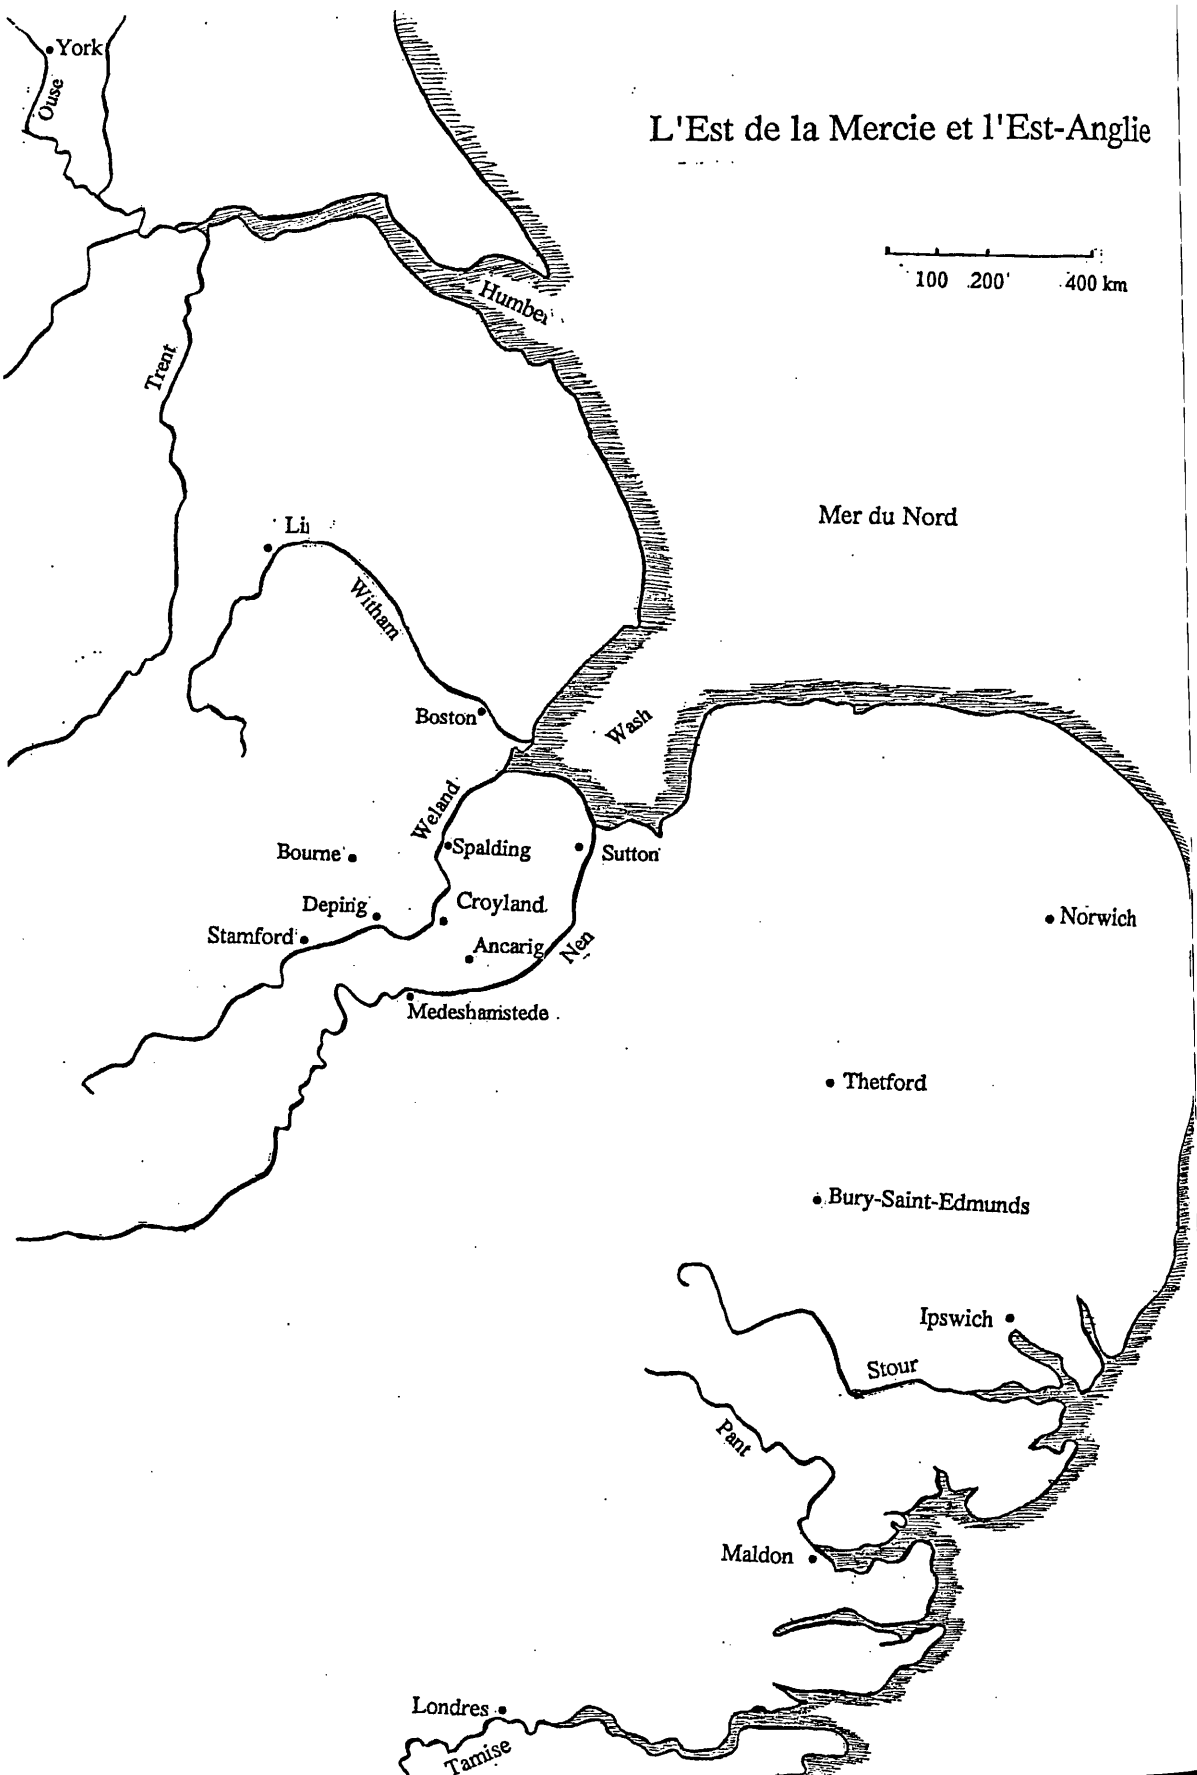 York
Ouse
L'Est de la Mercie et l'Est-Anglie
100 200 400 km
Humber
Trent
Mer du Nord
Witham
Boston
Wash
Weland
Spalding
Sutton
Bourne
Deping
Croyland
Norwich
Stamford
Ancarig
Nen
Medeshamstede
Thetford
Bury-Saint-Edmunds
Ipswich
Stour
Pant
Maldon
Londres
Tamise